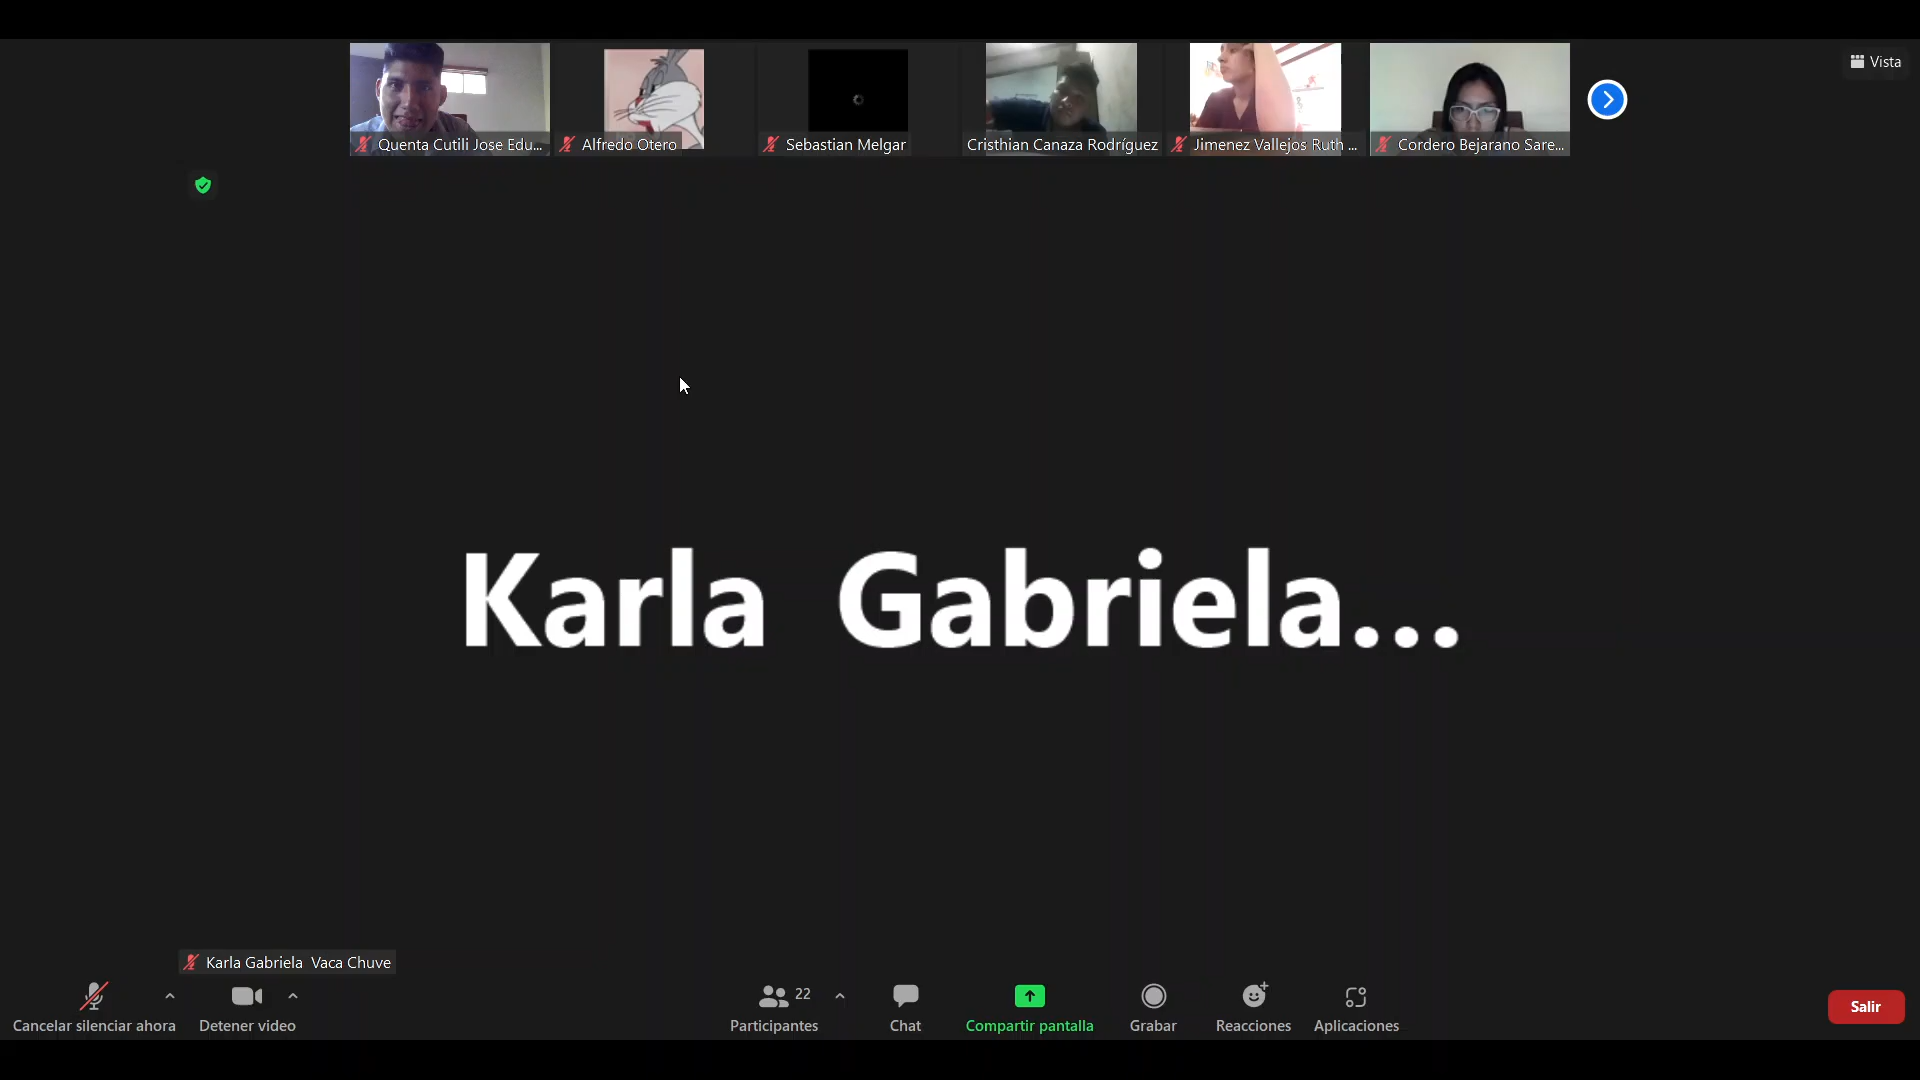 Quenta Cutili Jose Edu...
Alfredo Otero
Sebastian Melgar
Cristhian Canaza Rodríguez
Jimenez Vallejos Ruth ...
Cordero Bejarano Sare...
Vista
Karla  Gabriela...
Karla Gabriela  Vaca Chuve
Cancelar silenciar ahora
Detener video
22
Participantes
Chat
Compartir pantalla
Grabar
Reacciones
Aplicaciones
Salir